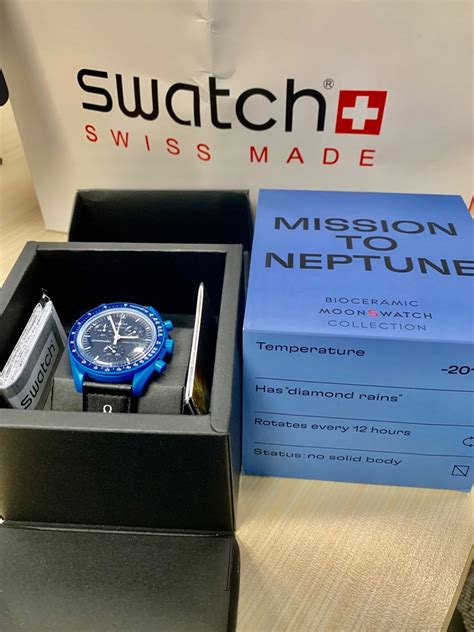 swatch®
SWISS MADE
MISSION
TO
NEPTUNE
BIOCERAMIC
MOONSWATCH
COLLECTION
Temperature -20
Has "diamond rains"
Rotates every 12 hours
Status: no solid body
swatch
Ω